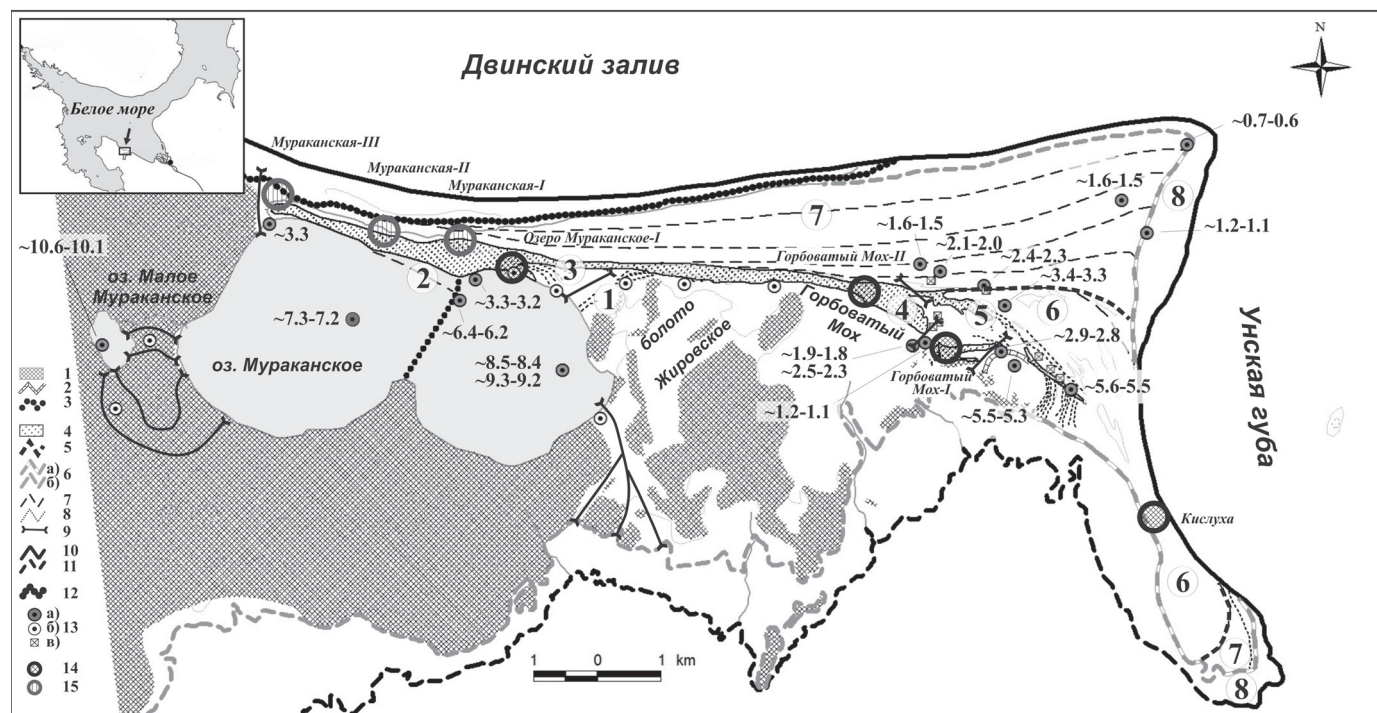 Двинский залив
N
Белое море
Мураканская-III
Мураканская-II
Мураканская-I
~0.7-0.6
~1.6-1.5
8
7
~1.2-1.1
~10.6-10.1
~3.3
Озеро Мураканское-I
~1.6-1.5
~2.1-2.0
Горбоватый Мох-II
~2.4-2.3
~3.4-3.3
оз. Малое
Мураканское
2
3
1
~3.3-3.2
4
5
6
Горбоватый
Мох
~7.3-7.2
~6.4-6.2
болото
Жировское
~2.9-2.8
Унская губа
оз. Мураканское
~8.5-8.4
~9.3-9.2
~1.9-1.8
~2.5-2.3
Горбоватый
Мох-I
~5.6-5.5
~1.2-1.1
~5.5-5.3
Кислуха
6
7
8
1 0 1 km
1
2
3
4
5
а)
б) 6
7
8
9
10
11
12
а)
б) 13
в)
14
15